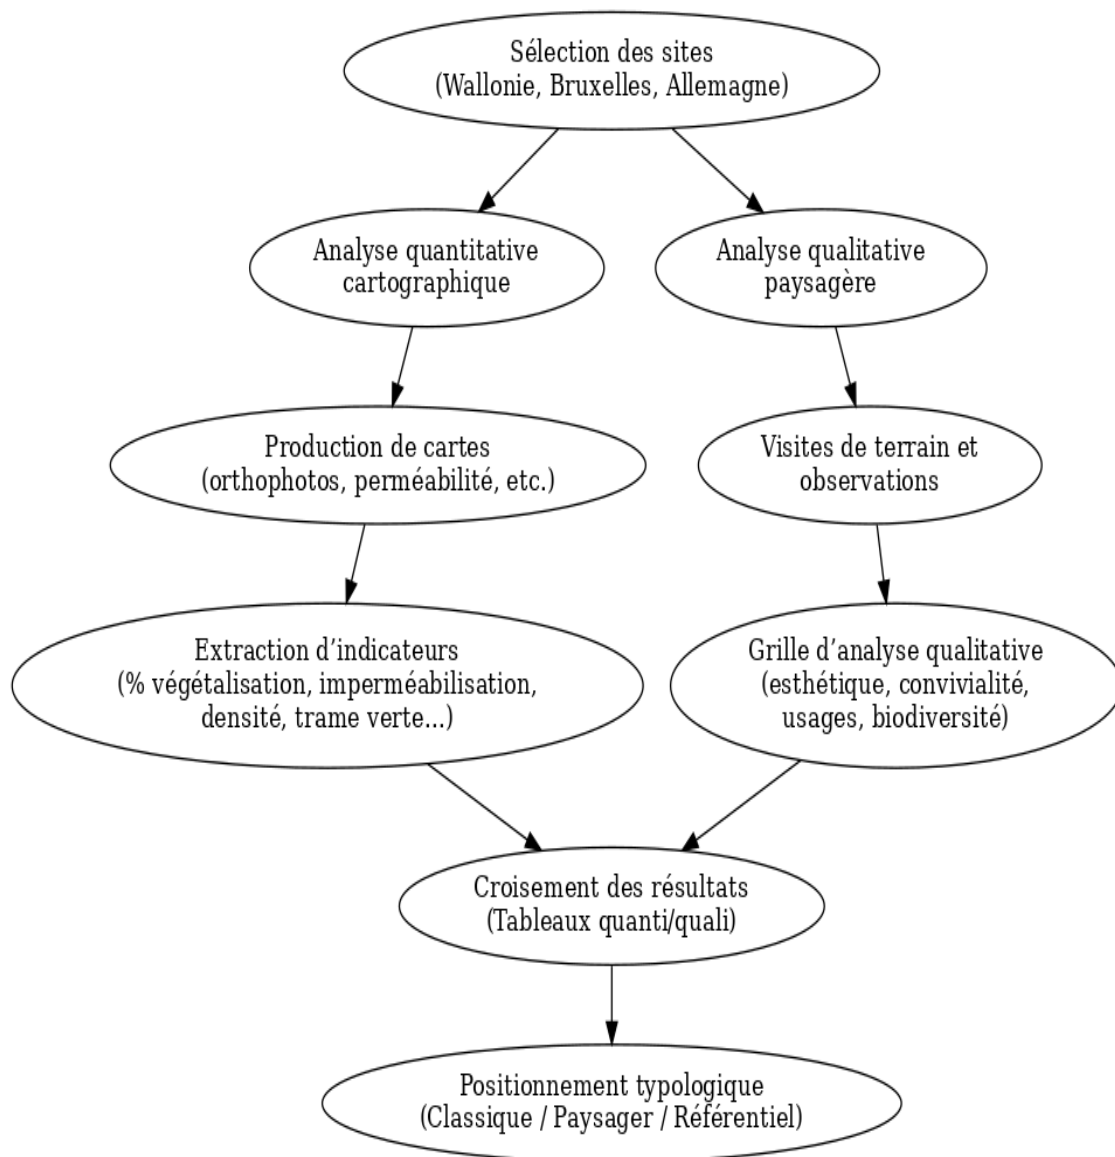 Sélection des sites
(Wallonie, Bruxelles, Allemagne)
Analyse quantitative
cartographique
Analyse qualitative
paysagère
Production de cartes
(orthophotos, perméabilité, etc.)
Visites de terrain et
observations
Extraction d’indicateurs
(% végétalisation, imperméabilisation,
densité, trame verte...)
Grille d’analyse qualitative
(esthétique, convivialité,
usages, biodiversité)
Croisement des résultats
(Tableaux quanti/quali)
Positionnement typologique
(Classique / Paysager / Référentiel)